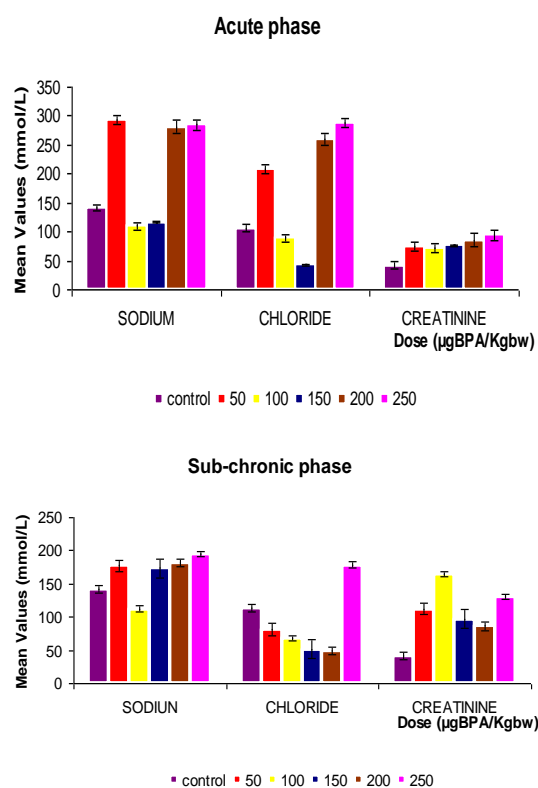 Acute phase
Mean Values (mmol/L)
350
300
250
200
150
100
50
0
SODIUM CHLORIDE CREATININE
Dose (µgBPA/Kgbw)
control 50 100 150 200 250
Sub-chronic phase
Mean Values (mmol/L)
250
200
150
100
50
0
SODIUN CHLORIDE CREATININE
Dose (µgBPA/Kgbw)
control 50 100 150 200 250